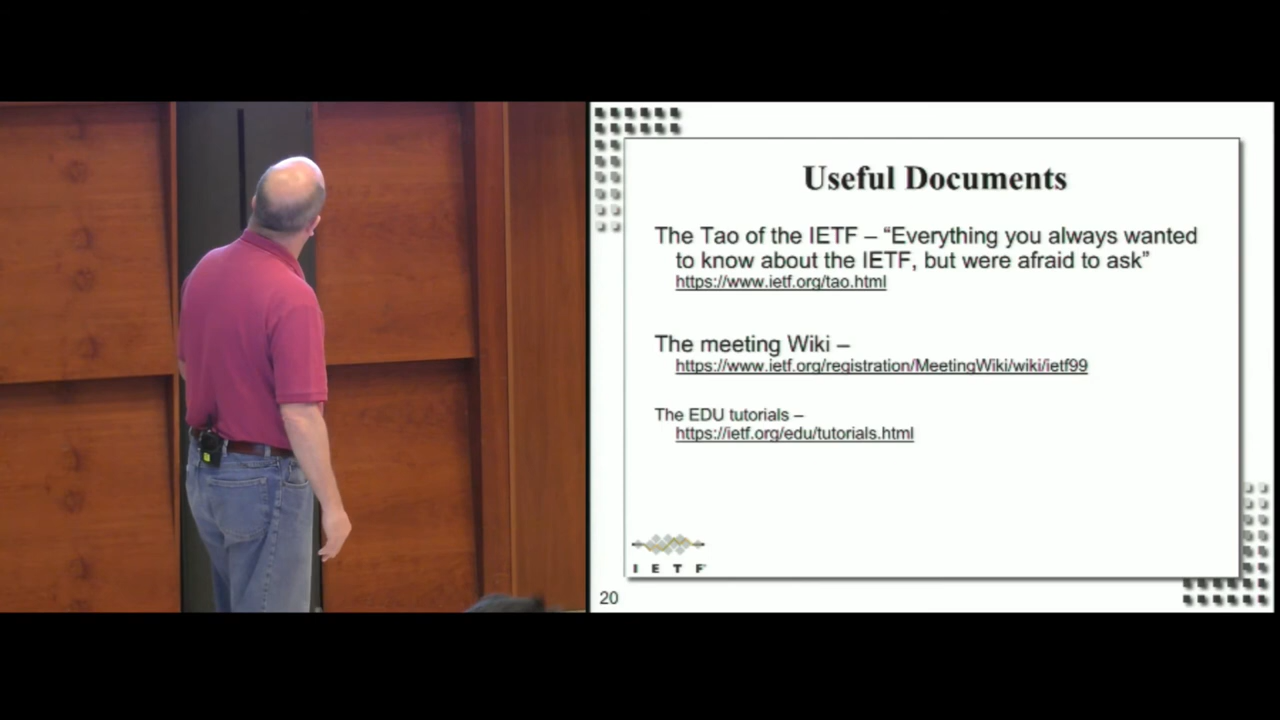 Useful Documents
The Tao of the IETF – “Everything you always wanted
to know about the IETF, but were afraid to ask”
https://www.ietf.org/tao.html
The meeting Wiki –
https://www.ietf.org/registration/MeetingWiki/wiki/ietf99
The EDU tutorials –
https://ietf.org/edu/tutorials.html
I E T F
20